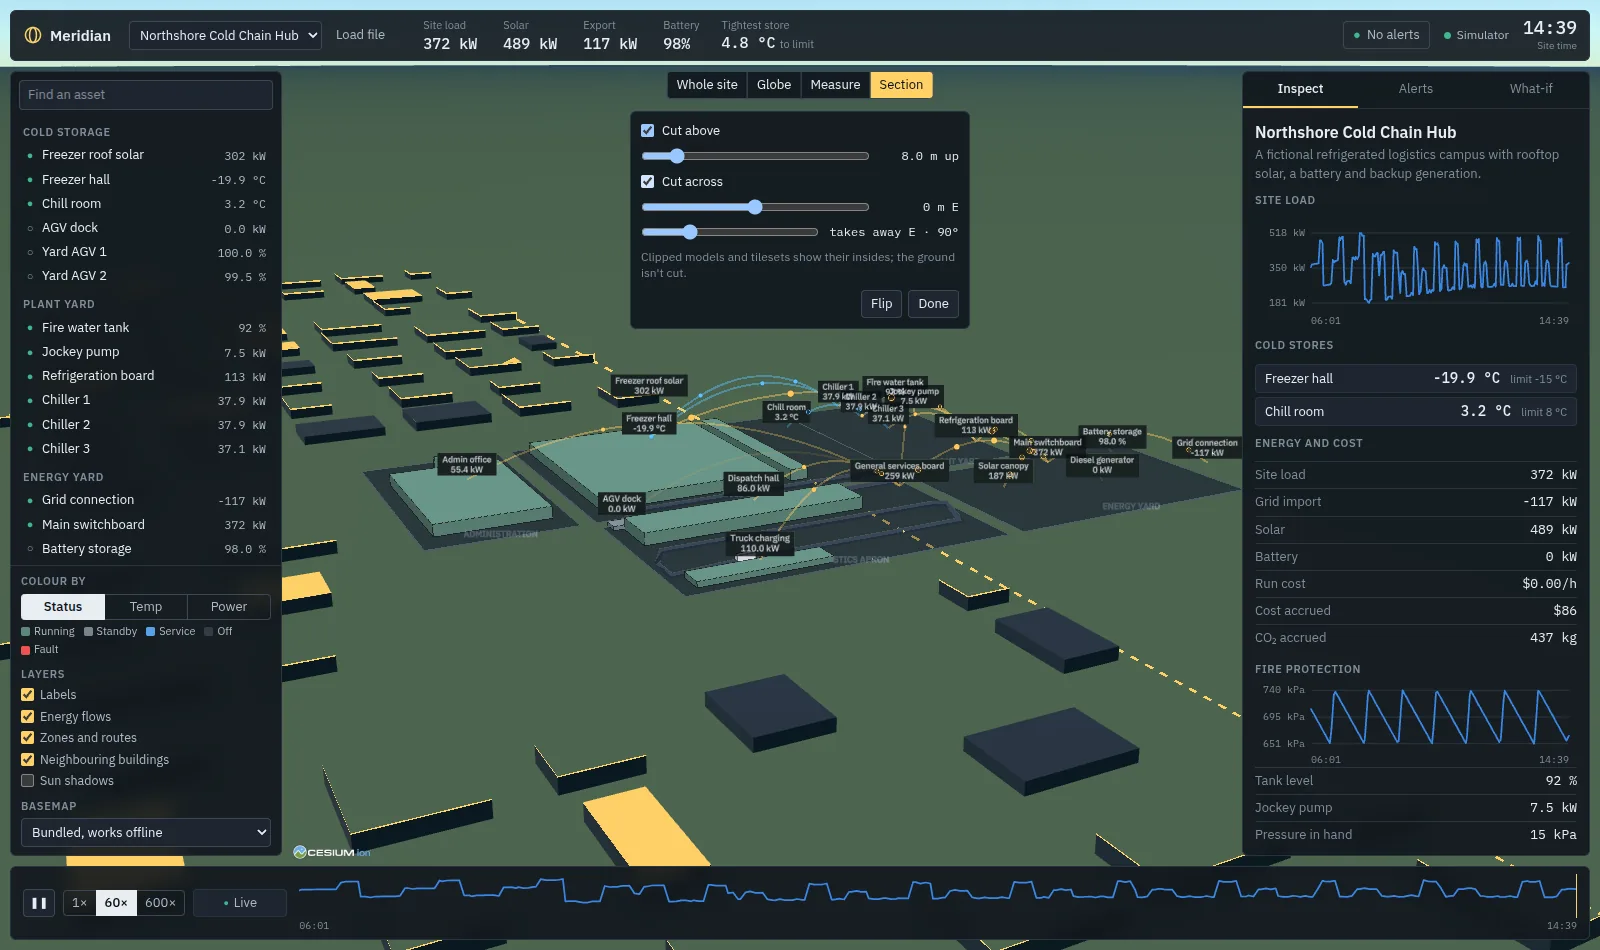 Meridian
Northshore Cold Chain Hub
Load file
Site load
372 kW
Solar
489 kW
Export
117 kW
Battery
98%
Tightest store
4.8 °C to limit
No alerts
Simulator
14:39
Site time
Find an asset
COLD STORAGE
Freezer roof solar 302 kW
Freezer hall -19.9 °C
Chill room 3.2 °C
AGV dock 0.0 kW
Yard AGV 1 100.0 %
Yard AGV 2 99.5 %
PLANT YARD
Fire water tank 92 %
Jockey pump 7.5 kW
Refrigeration board 113 kW
Chiller 1 37.9 kW
Chiller 2 37.9 kW
Chiller 3 37.1 kW
ENERGY YARD
Grid connection -117 kW
Main switchboard 372 kW
Battery storage 98.0 %
COLOUR BY
Status Temp Power
Running Standby Service Off
Fault
LAYERS
Labels
Energy flows
Zones and routes
Neighbouring buildings
Sun shadows
BASEMAP
Bundled, works offline
Whole site Globe Measure Section
Cut above
8.0 m up
Cut across
0 m E
takes away E · 90°
Clipped models and tilesets show their insides; the ground
isn't cut.
Flip Done
Freezer roof solar
302 kW
Freezer hall
-19.9 °C
Chill room
3.2 °C
Chiller 1
Fire water tank
7.5 kW
Chiller 3
37.1 kW
Refrigeration board
113 kW
Main switchboard
372 kW
Battery storage
98.0 %
Grid connection
-117 kW
Diesel generator
0 kW
Solar canopy
187 kW
General services board
259 kW
Admin office
55.4 kW
Dispatch hall
86.0 kW
AGV dock
0.0 kW
Truck charging
110.0 kW
ADMINISTRATION
ENERGY YARD
APRON
CESIUM ion
Inspect Alerts What-if
Northshore Cold Chain Hub
A fictional refrigerated logistics campus with rooftop
solar, a battery and backup generation.
SITE LOAD
518 kW
350 kW
181 kW
06:01 14:39
COLD STORES
Freezer hall -19.9 °C limit -15 °C
Chill room 3.2 °C limit 8 °C
ENERGY AND COST
Site load 372 kW
Grid import -117 kW
Solar 489 kW
Battery 0 kW
Run cost $0.00/h
Cost accrued $86
CO₂ accrued 437 kg
FIRE PROTECTION
740 kPa
695 kPa
651 kPa
06:01 14:39
Tank level 92 %
Jockey pump 7.5 kW
Pressure in hand 15 kPa
1× 60× 600×
Live
06:01 14:39